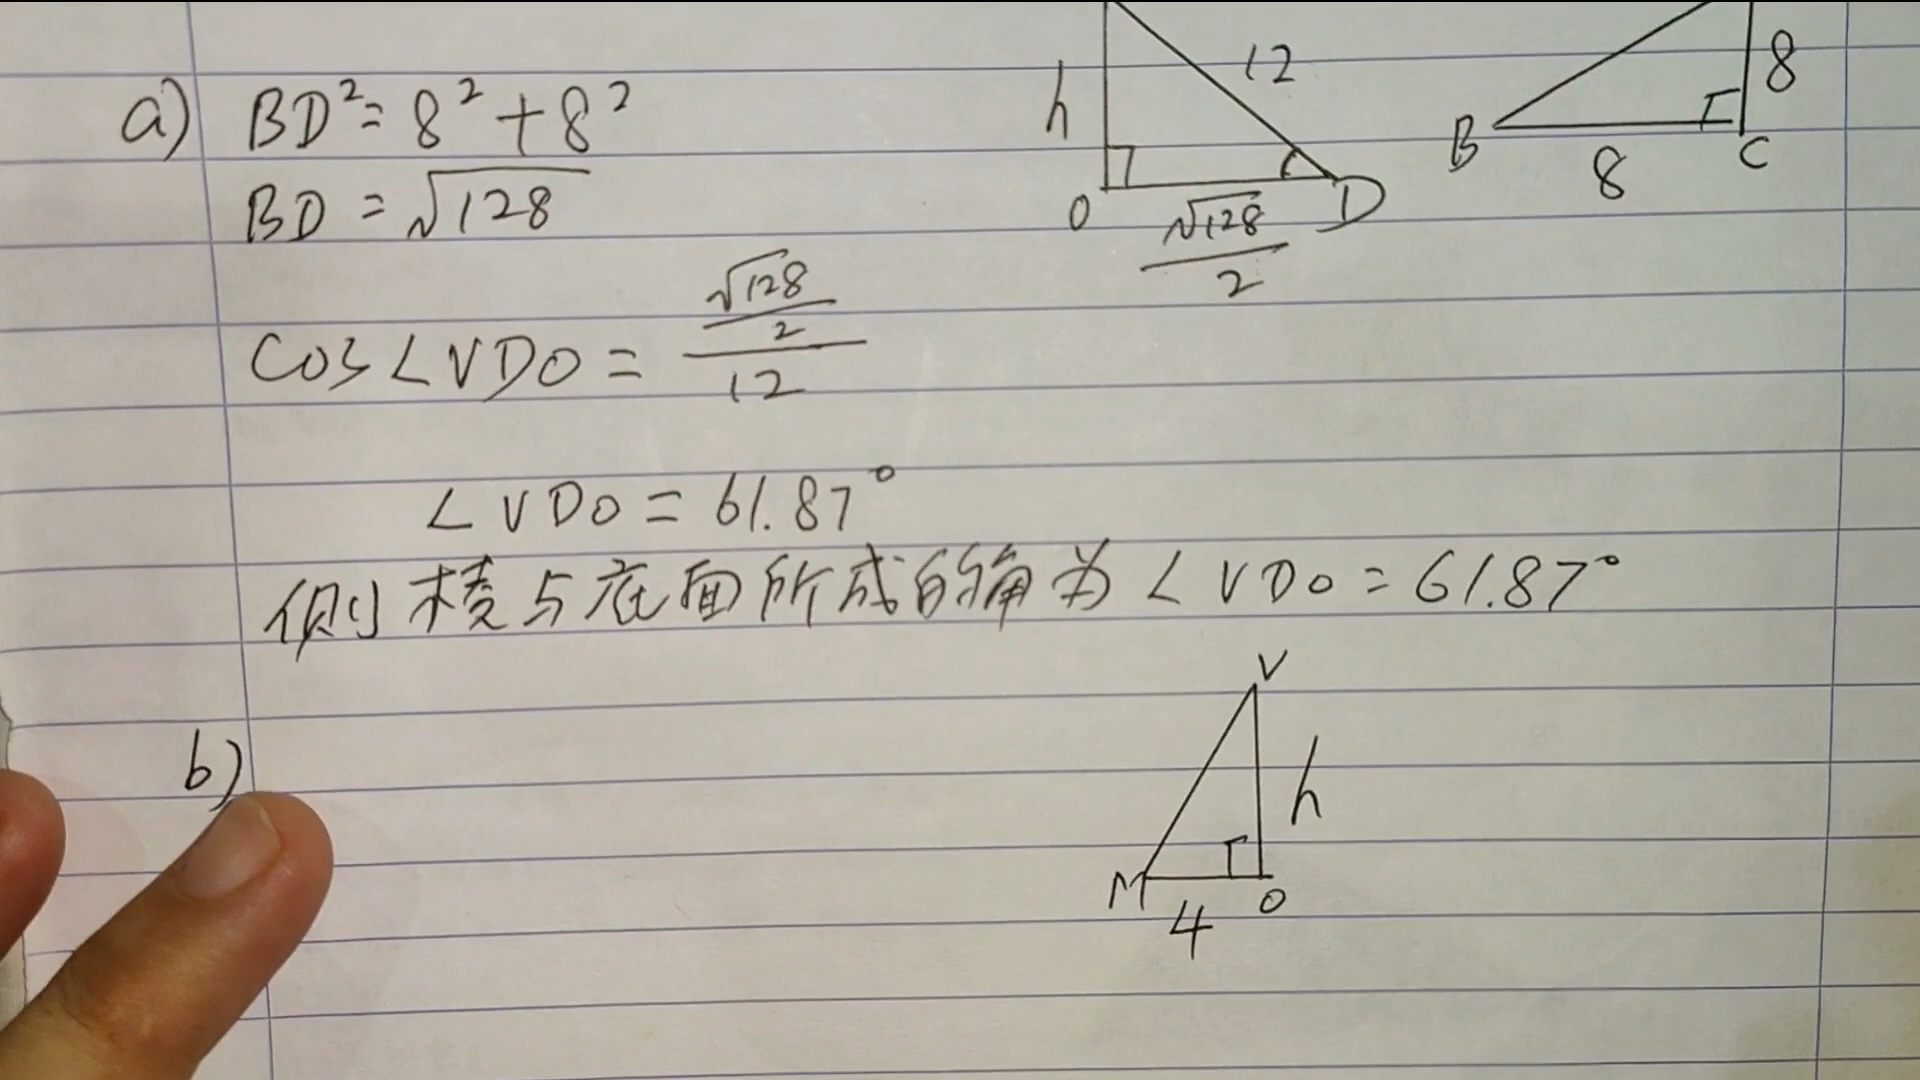 a) BD² = 8² + 8²
BD = √128
cos∠VDO = (√128/2)/12
∠VDO = 61.87°
侧棱与底面所成的角为∠VDO = 61.87°
b)
h
12
O
√128/2
D
B
8
C
8
V
h
M
4
O